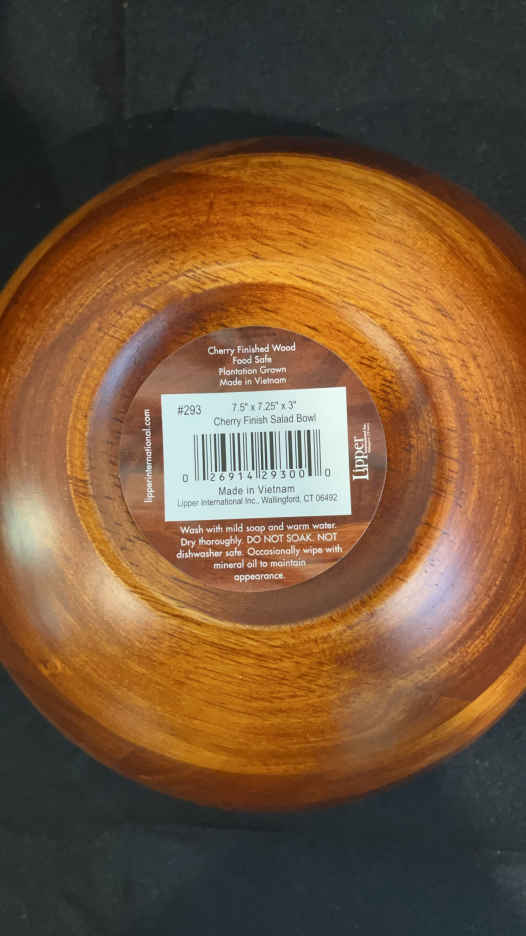 Cherry Finished Wood
Food Safe
Plantation Grown
Made in Vietnam
#293
7.5" x 7.25" x 3"
Cherry Finish Salad Bowl
0 26914 29300 0
Made in Vietnam
Lipper International Inc., Wallingford, CT 06492
lipperinternational.com
Lipper
Wash with mild soap and warm water.
Dry thoroughly. DO NOT SOAK. NOT
dishwasher safe. Occasionally wipe with
mineral oil to maintain
appearance.